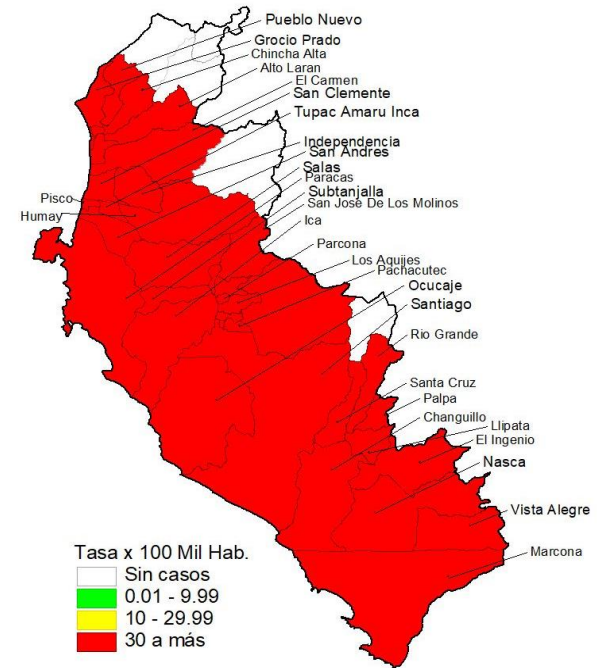 Pueblo Nuevo
Grocio Prado
Chincha Alta
Alto Laran
El Carmen
San Clemente
Tupac Amaru Inca
Independencia
San Andres
Salas
Paracas
Subtanjalla
San Jose De Los Molinos
Pisco
Humay
Ica
Parcona
Los Aquijes
Pachacutec
Ocucaje
Santiago
Rio Grande
Santa Cruz
Palpa
Changuillo
Llipata
El Ingenio
Nasca
Vista Alegre
Marcona
Tasa x 100 Mil Hab.
Sin casos
0.01 - 9.99
10 - 29.99
30 a más